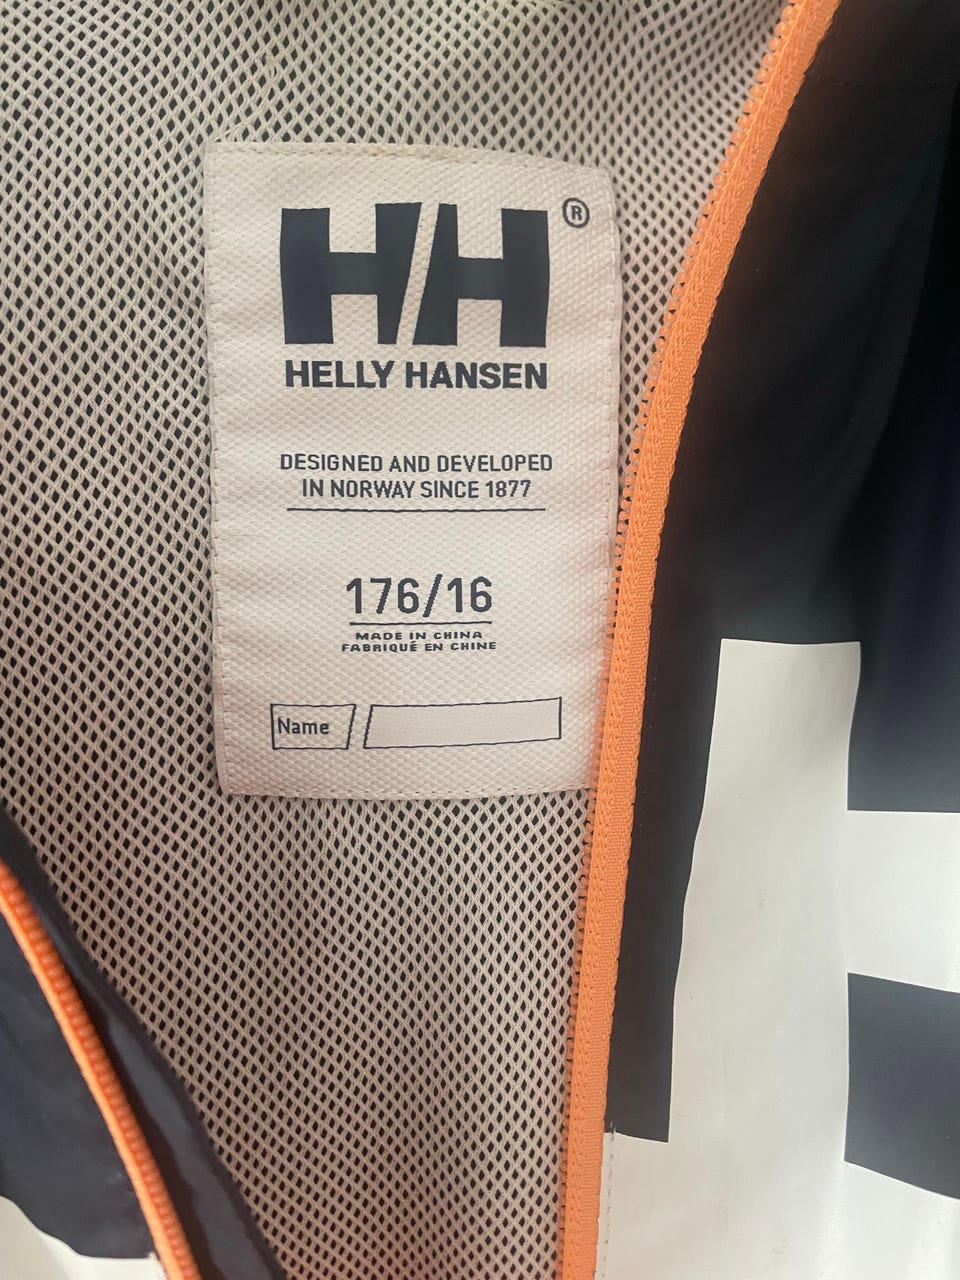 HH®
HELLY HANSEN
DESIGNED AND DEVELOPED
IN NORWAY SINCE 1877
176/16
MADE IN CHINA
FABRIQUÉ EN CHINE
Name